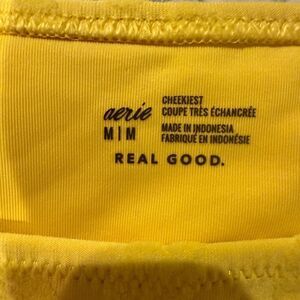 aerie
M|M
CHEEKIEST
COUPE TRÈS ÉCHANCRÉE
MADE IN INDONESIA
FABRIQUÉ EN INDONÉSIE
REAL GOOD.